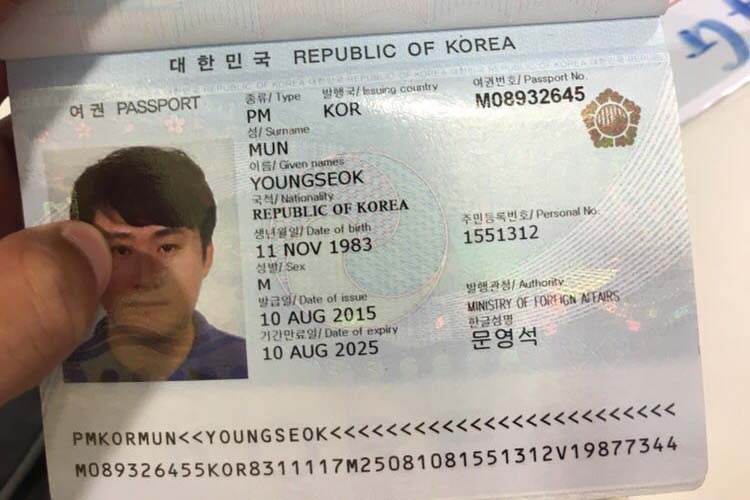 대한민국 REPUBLIC OF KOREA
여권 PASSPORT
종류/ Type 발행국/ Issuing country 여권번호/ Passport No.
PM KOR M08932645
성/ Surname
MUN
이름/ Given names
YOUNGSEOK
국적/ Nationality
REPUBLIC OF KOREA
생년월일/ Date of birth 주민등록번호/ Personal No.
11 NOV 1983 1551312
성별/ Sex
M
발급일/ Date of issue 발행관청/ Authority
10 AUG 2015 MINISTRY OF FOREIGN AFFAIRS
기간만료일/ Date of expiry 한글성명
10 AUG 2025 문영석
PMKORMUN<<YOUNGSEOK<<<<<<<<<<<<<<<<<<<<<<<<<
M089326455KOR8311117M25081081551312V19877344